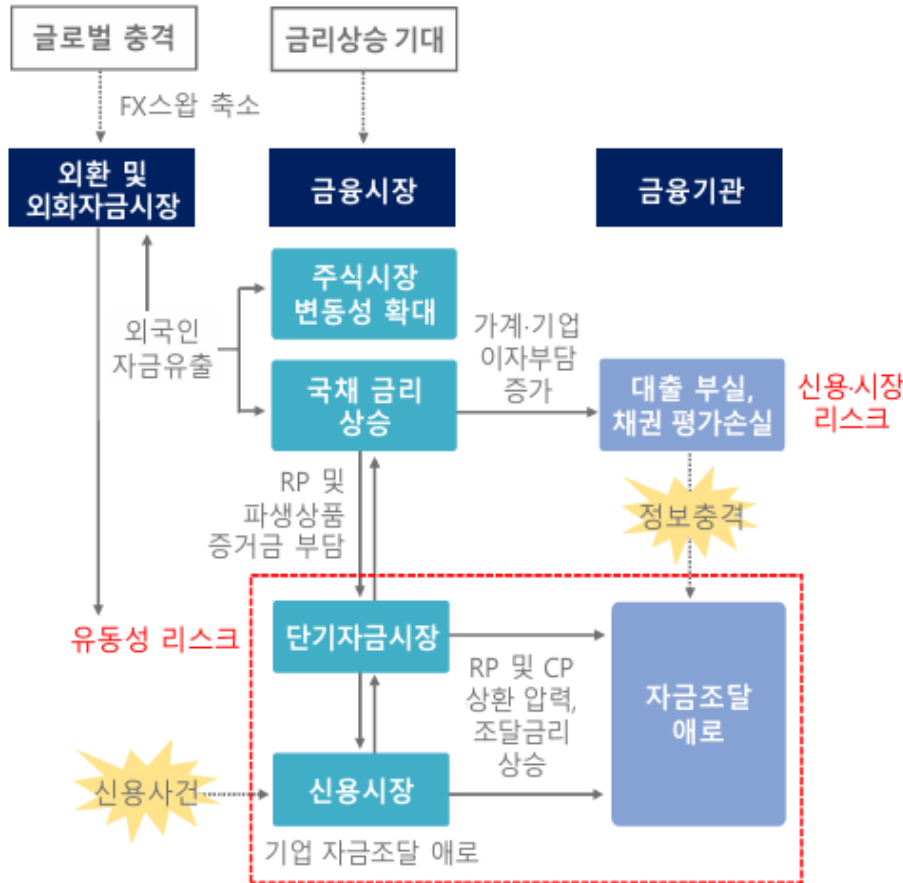 글로벌 충격
금리상승 기대
FX스왑 축소
외환 및
외화자금시장
금융시장
금융기관
주식시장
변동성 확대
외국인
자금유출
국채 금리
상승
가계·기업
이자부담
증가
대출 부실,
채권 평가손실
신용·시장
리스크
RP 및
파생상품
증거금 부담
정보충격
유동성 리스크
단기자금시장
RP 및 CP
상환 압력,
조달금리
상승
자금조달
애로
신용사건
신용시장
기업 자금조달 애로